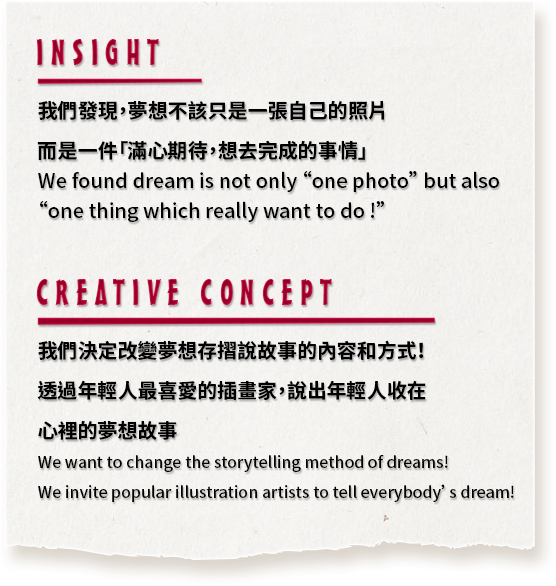 INSIGHT
我們發現，夢想不該只是一張自己的照片
而是一件「滿心期待，想去完成的事情」
We found dream is not only “one photo” but also
“one thing which really want to do !”
CREATIVE CONCEPT
我們決定改變夢想存摺說故事的內容和方式！
透過年輕人最喜愛的插畫家，說出年輕人收在
心裡的夢想故事
We want to change the storytelling method of dreams!
We invite popular illustration artists to tell everybody’ s dream!